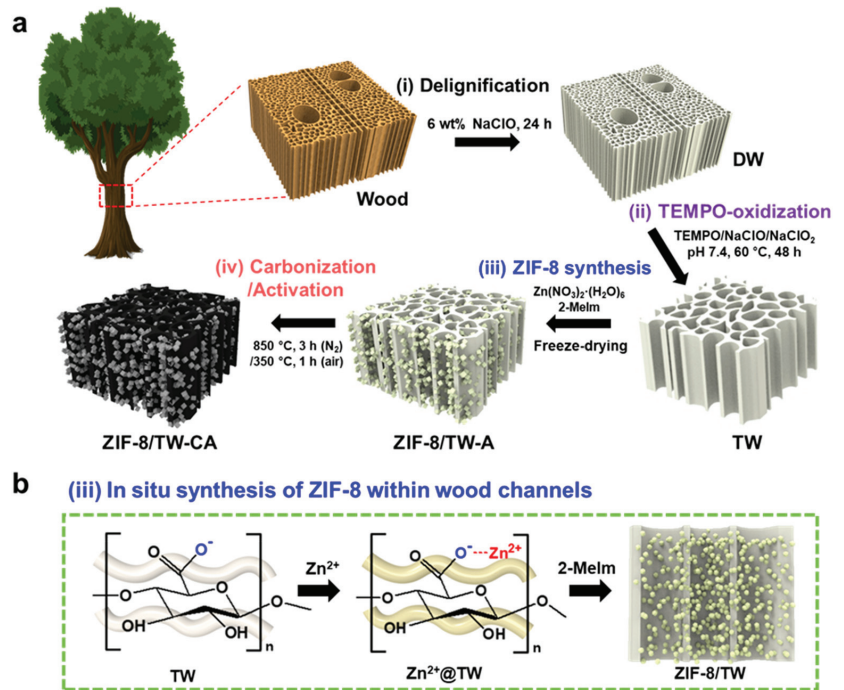 a
(i) Delignification
6 wt% NaClO, 24 h
Wood
DW
(ii) TEMPO-oxidization
TEMPO/NaClO/NaClO₂
pH 7.4, 60 °C, 48 h
(iii) ZIF-8 synthesis
Zn(NO₃)₂·(H₂O)₆
2-MeIm
Freeze-drying
(iv) Carbonization
/Activation
850 °C, 3 h (N₂)
/350 °C, 1 h (air)
ZIF-8/TW-CA
ZIF-8/TW-A
TW
b
(iii) In situ synthesis of ZIF-8 within wood channels
O
O⁻
O
O
O
OH
OH
n
TW
Zn²⁺
O
O⁻
Zn²⁺
O
O
O
OH
OH
n
Zn²⁺@TW
2-MeIm
ZIF-8/TW